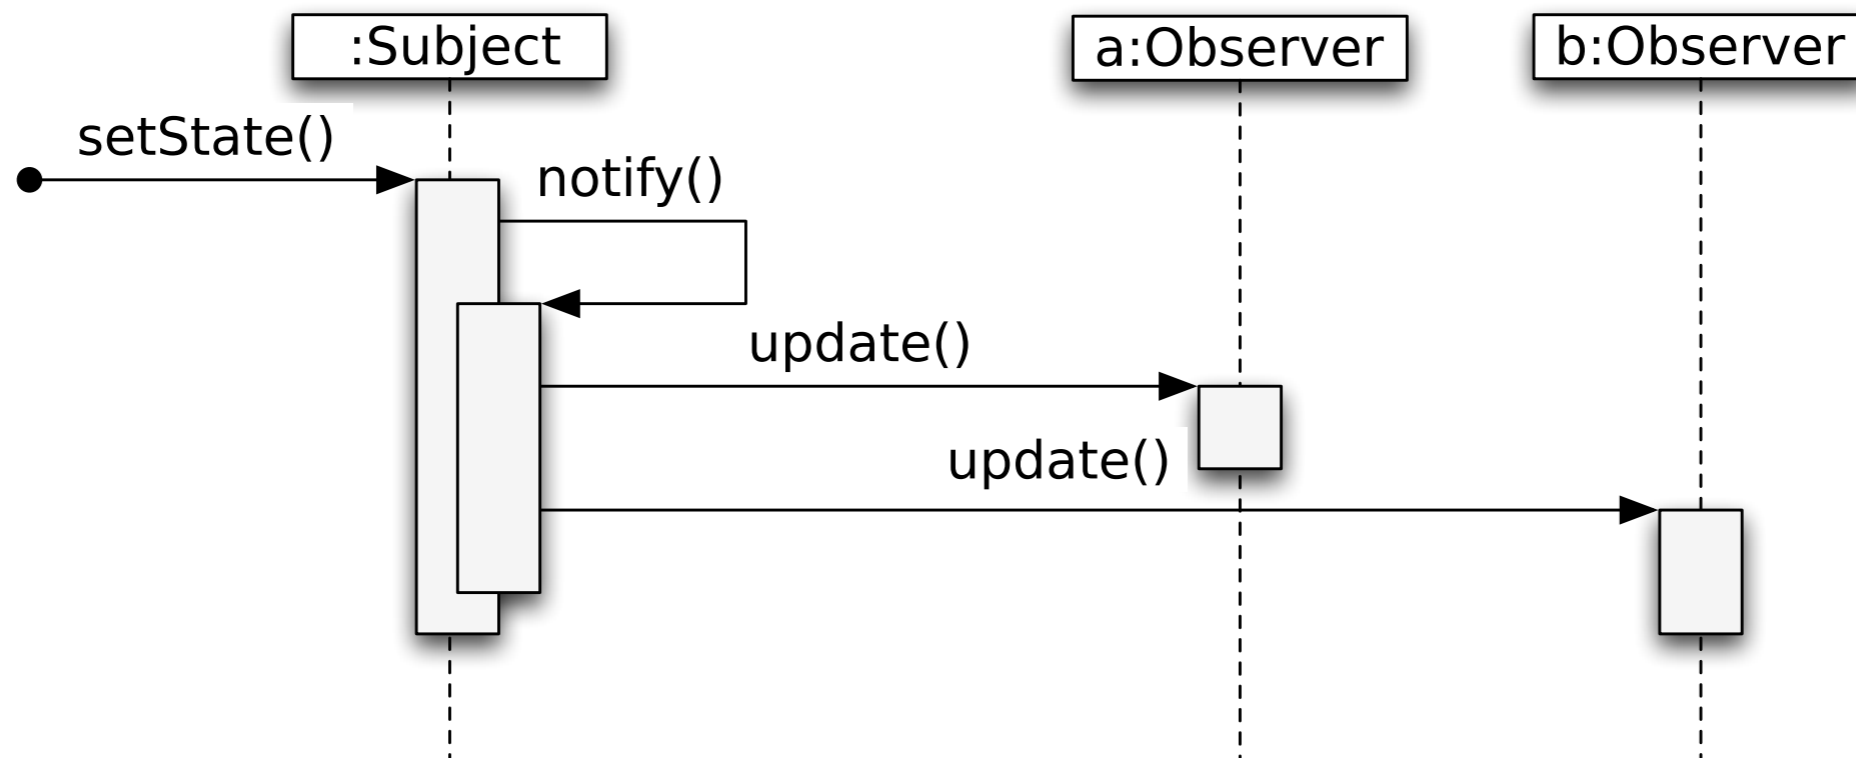 :Subject
a:Observer
b:Observer
setState()
notify()
update()
update()